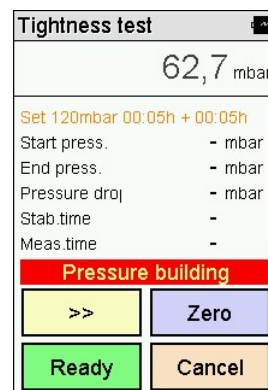 Tightness test
62,7 mbar
Set 120mbar 00:05h + 00:05h
Start press. - mbar
End press. - mbar
Pressure dro - mbar
Stab.time -
Meas.time -
Pressure building
>> Zero
Ready Cancel